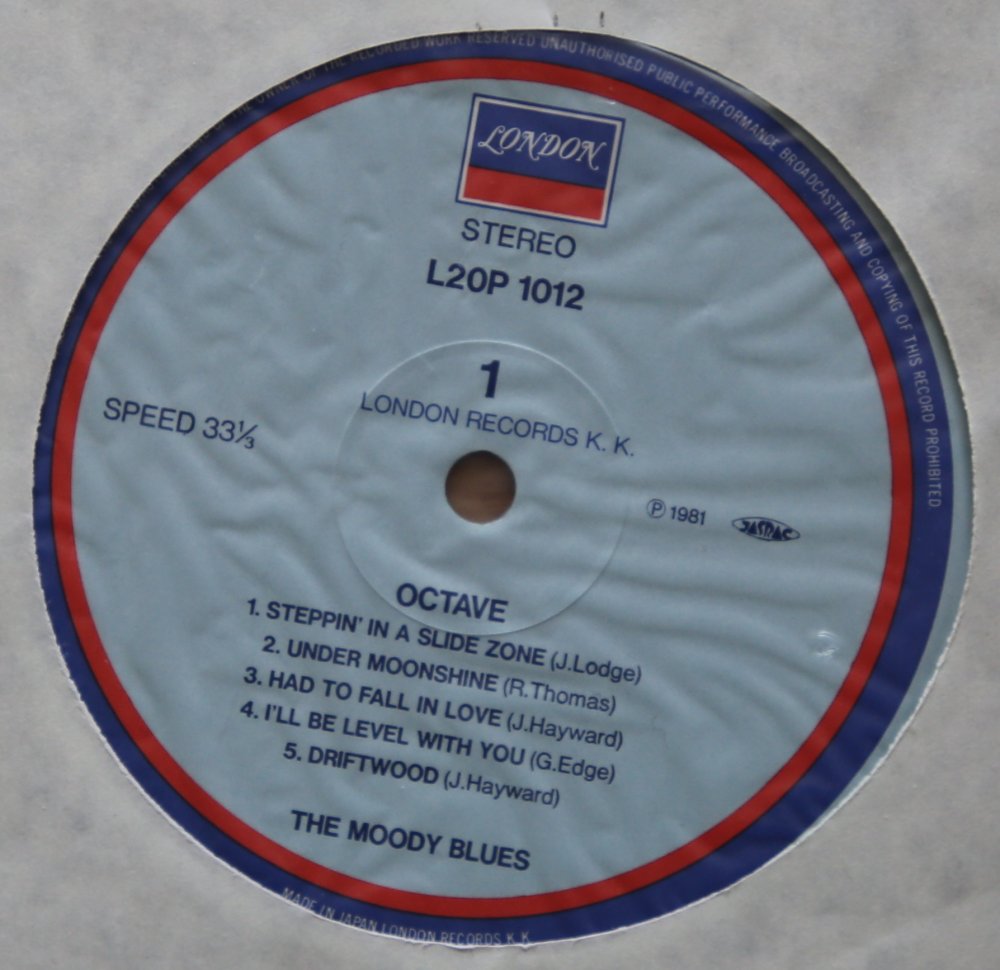 OWNER OF THE RECORDED WORK RESERVED UNAUTHORISED PUBLIC PERFORMANCE BROADCASTING AND COPYING OF THIS RECORD PROHIBITED
LONDON
STEREO
L20P 1012
1
LONDON RECORDS K. K.
SPEED 33⅓
℗ 1981 JASRAC
OCTAVE
1. STEPPIN' IN A SLIDE ZONE (J.Lodge)
2. UNDER MOONSHINE (R.Thomas)
3. HAD TO FALL IN LOVE (J.Hayward)
4. I'LL BE LEVEL WITH YOU (G.Edge)
5. DRIFTWOOD (J.Hayward)
THE MOODY BLUES
MADE IN JAPAN LONDON RECORDS K.K.